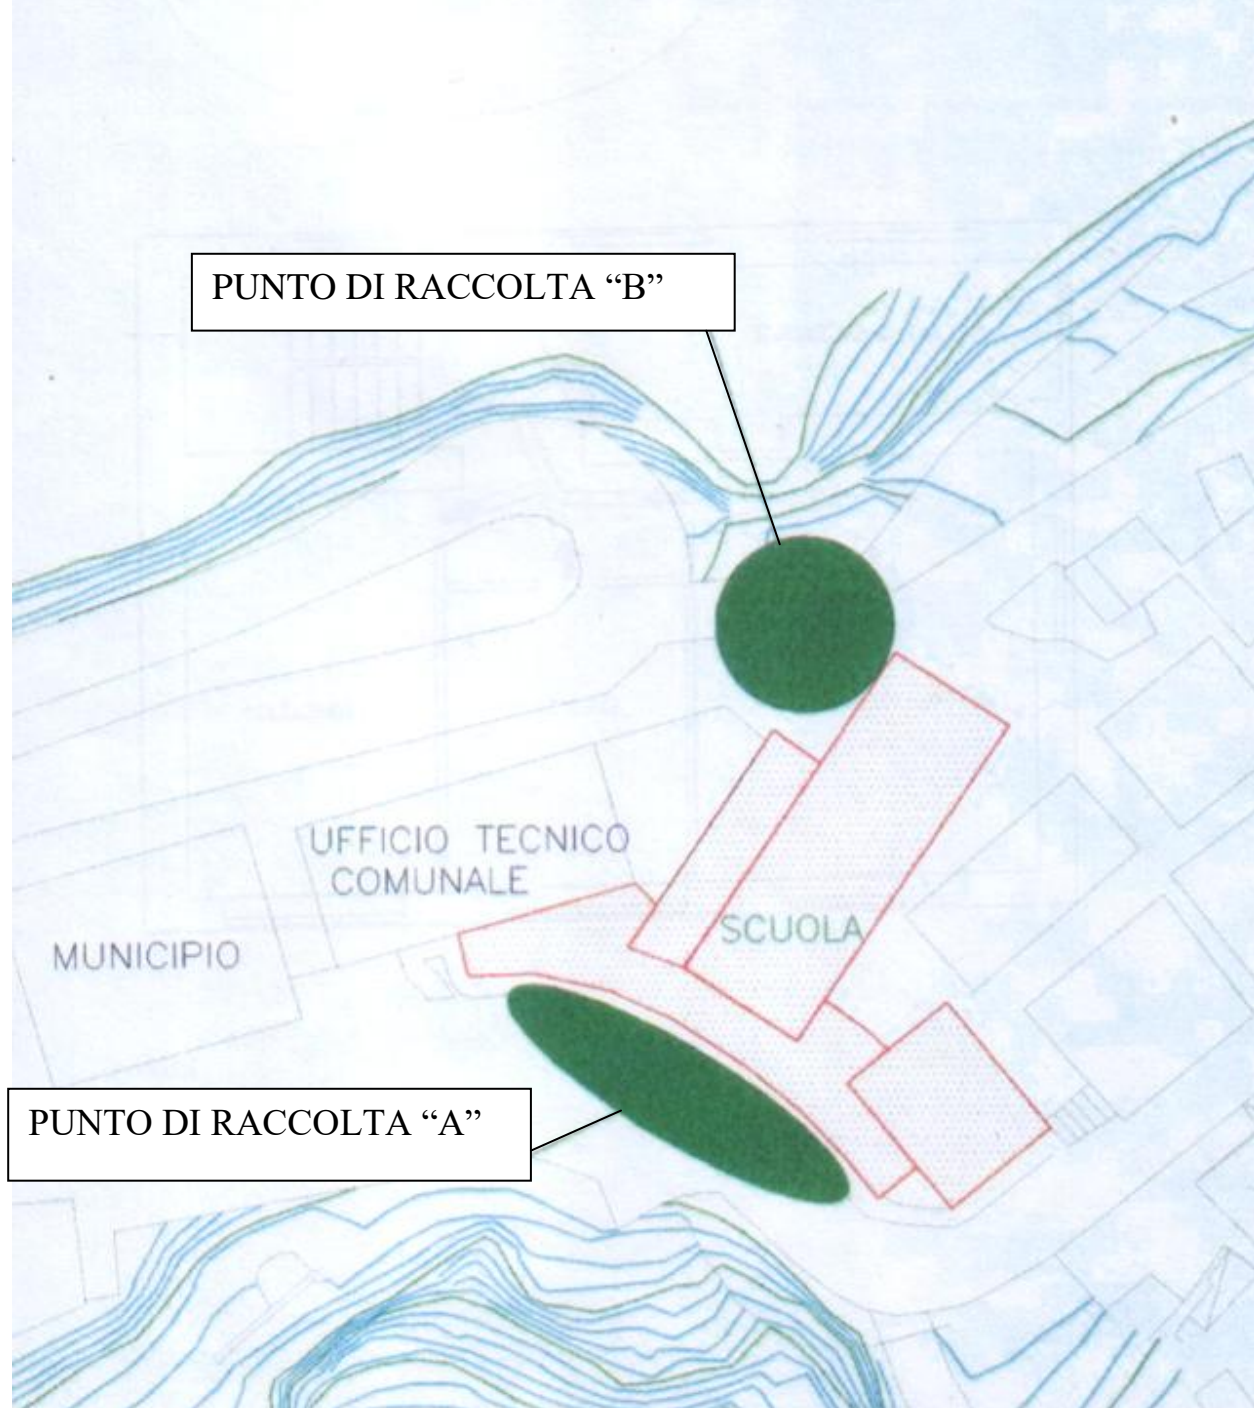 PUNTO DI RACCOLTA “B”
UFFICIO TECNICO
COMUNALE
SCUOLA
MUNICIPIO
PUNTO DI RACCOLTA “A”